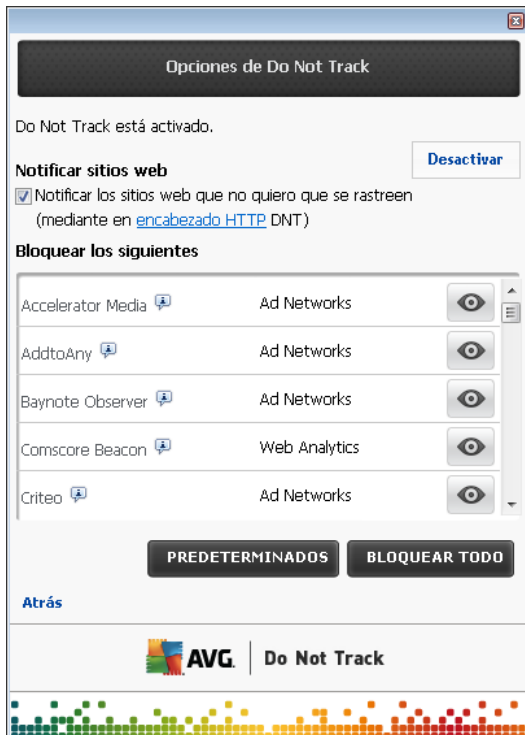 Opciones de Do Not Track
Do Not Track está activado.
Desactivar
Notificar sitios web
Notificar los sitios web que no quiero que se rastreen
(mediante en encabezado HTTP DNT)
Bloquear los siguientes
Accelerator Media Ad Networks
AddtoAny Ad Networks
Baynote Observer Ad Networks
Comscore Beacon Web Analytics
Criteo Ad Networks
PREDETERMINADOS BLOQUEAR TODO
Atrás
AVG. Do Not Track